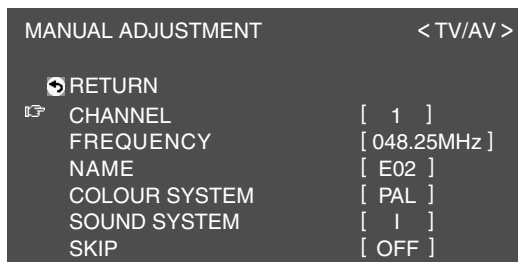 MANUAL ADJUSTMENT <TV/AV>
RETURN
CHANNEL [ 1 ]
FREQUENCY [ 048.25MHz ]
NAME [ E02 ]
COLOUR SYSTEM [ PAL ]
SOUND SYSTEM [ I ]
SKIP [ OFF ]